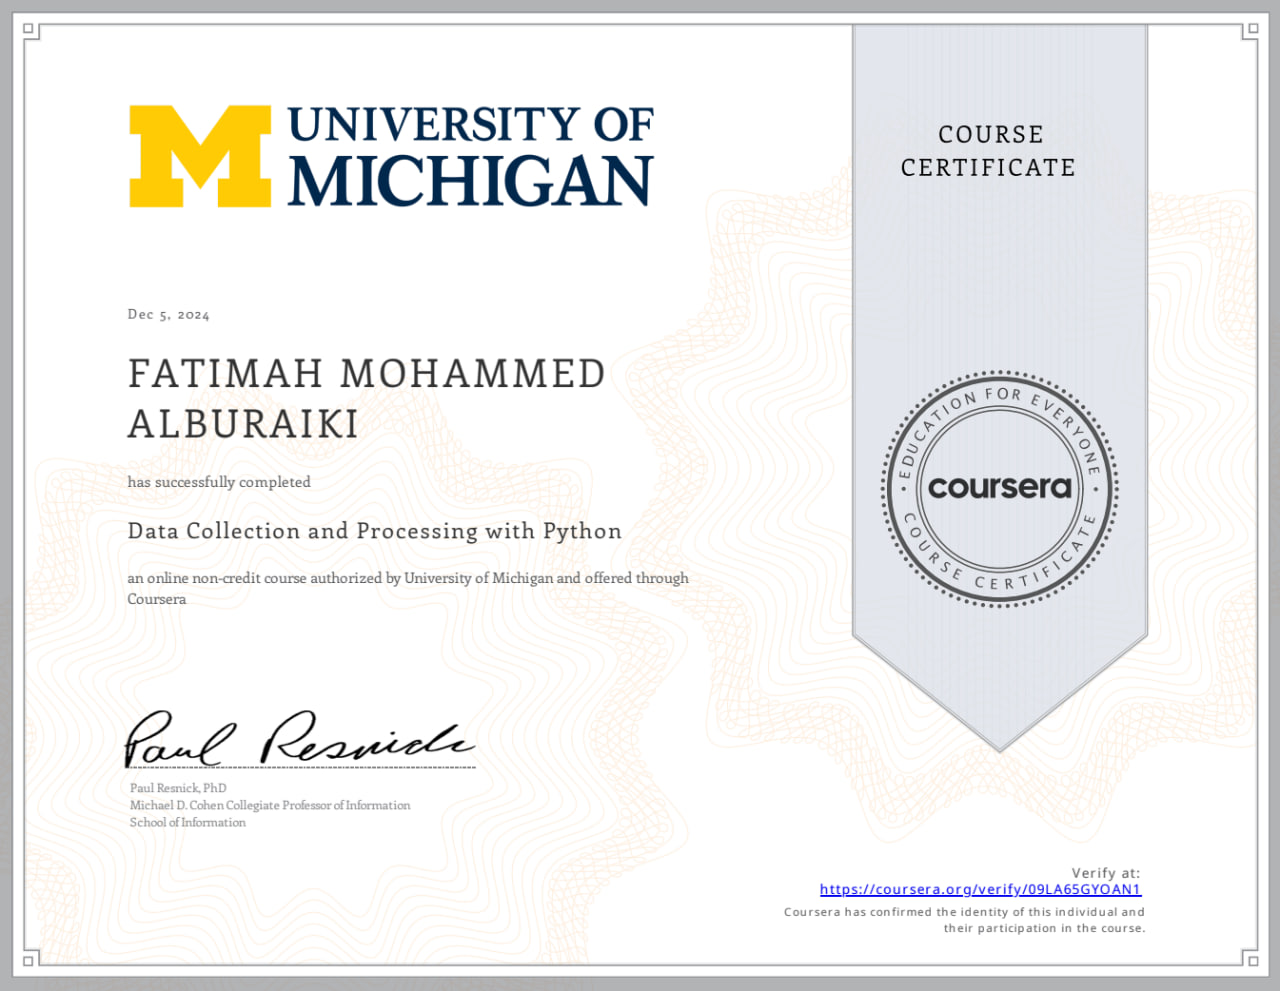 UNIVERSITY OF
MICHIGAN
COURSE
CERTIFICATE
Dec 5, 2024
FATIMAH MOHAMMED
ALBURAIKI
has successfully completed
Data Collection and Processing with Python
an online non-credit course authorized by University of Michigan and offered through
Coursera
EDUCATION FOR EVERYONE
coursera
COURSE CERTIFICATE
Paul Resnick
Paul Resnick, PhD
Michael D. Cohen Collegiate Professor of Information
School of Information
Verify at:
https://coursera.org/verify/09LA65GYOAN1
Coursera has confirmed the identity of this individual and
their participation in the course.